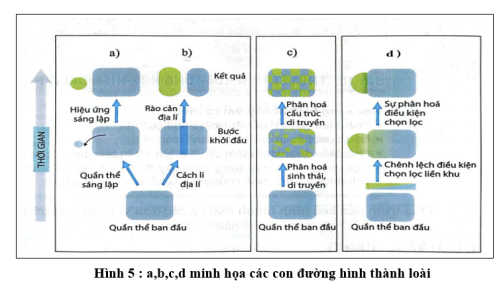 a)
b)
c)
d )
Kết quả
Hiệu ứng
sáng lập
Rào cản
địa lí
Phân hoá
cấu trúc
di truyền
Sự phân hoá
điều kiện
chọn lọc
Bước
khởi đầu
THỜI GIAN
Quần thể
sáng lập
Cách li
địa lí
Phân hoá
sinh thái,
di truyền
Chênh lệch điều kiện
chọn lọc liền khu
Quần thể ban đầu
Quần thể ban đầu
Quần thể ban đầu
Hình 5 : a,b,c,d minh họa các con đường hình thành loài